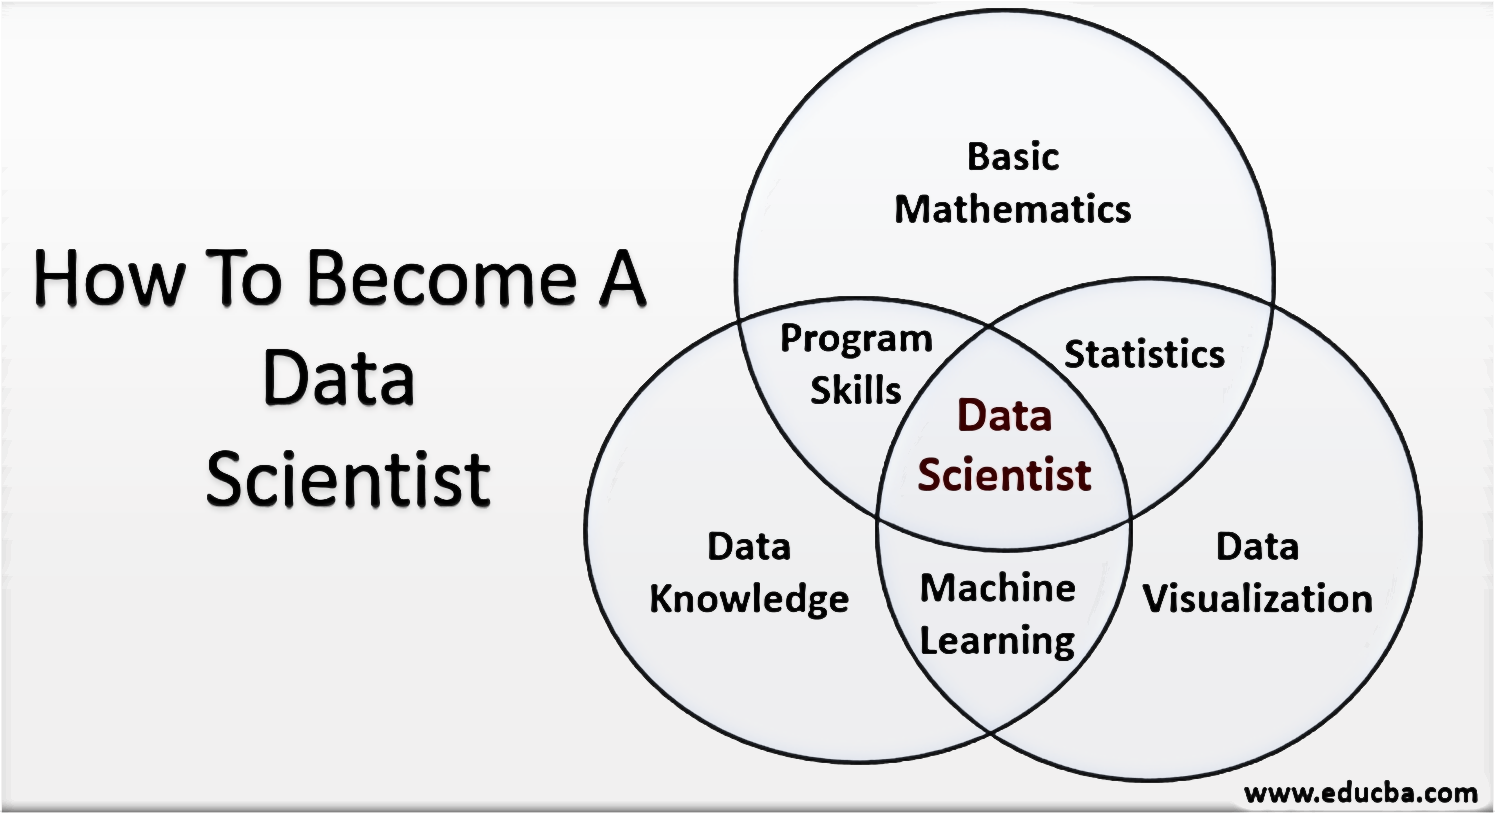 How To Become A
Data
Scientist
Basic
Mathematics
Program
Skills
Statistics
Data
Scientist
Data
Knowledge
Machine
Learning
Data
Visualization
www.educba.com